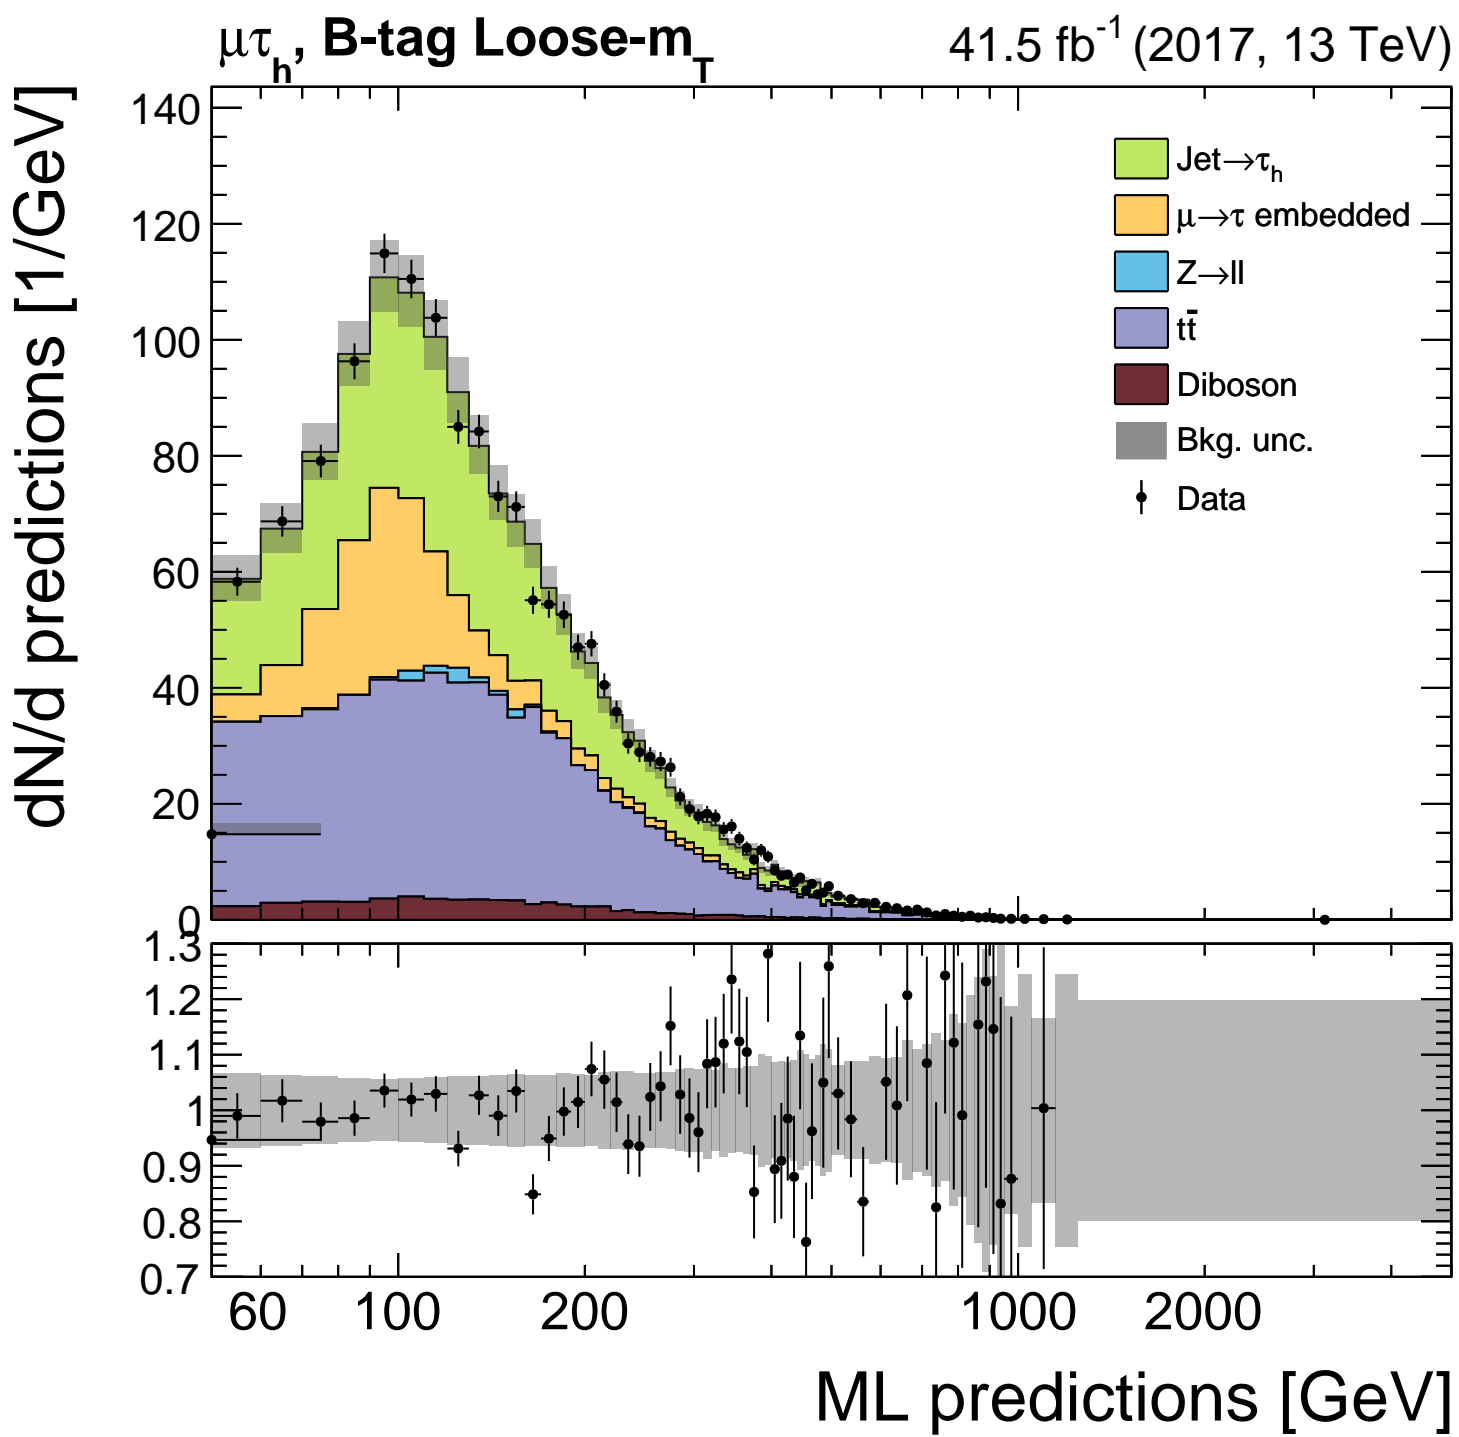 μτh, B-tag Loose-mT
41.5 fb-1 (2017, 13 TeV)
dN/d predictions [1/GeV]
140
120
100
80
60
40
20
0
Jet→τh
μ→τ embedded
Z→ll
tt̄
Diboson
Bkg. unc.
Data
1.3
1.2
1.1
1
0.9
0.8
0.7
60 100 200 1000 2000
ML predictions [GeV]